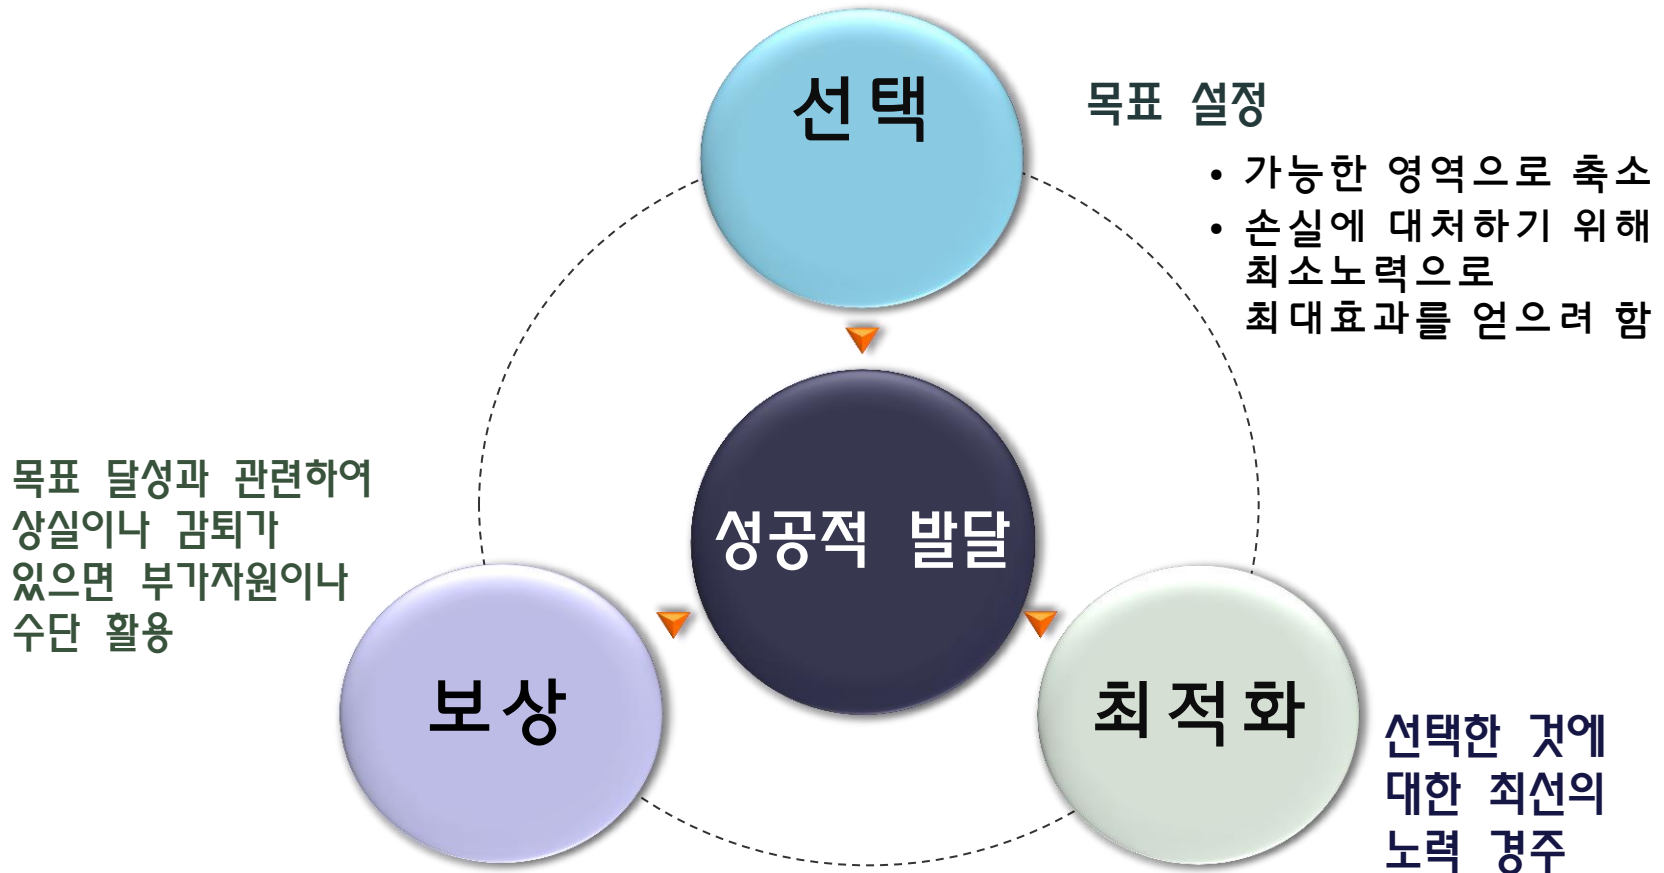 선택
목표 설정
• 가능한 영역으로 축소
• 손실에 대처하기 위해
최소노력으로
최대효과를 얻으려 함
성공적 발달
목표 달성과 관련하여
상실이나 감퇴가
있으면 부가자원이나
수단 활용
보상
최적화
선택한 것에
대한 최선의
노력 경주